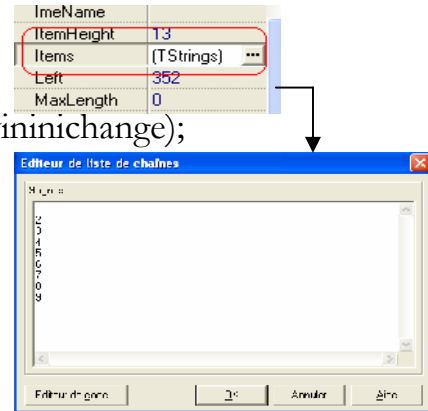 ImeName
ItemHeight 13
Items (TStrings) ...
Left 352
MaxLength 0
ininichange);
Editeur de liste de chaînes
2
3
4
5
6
7
9
Annuler